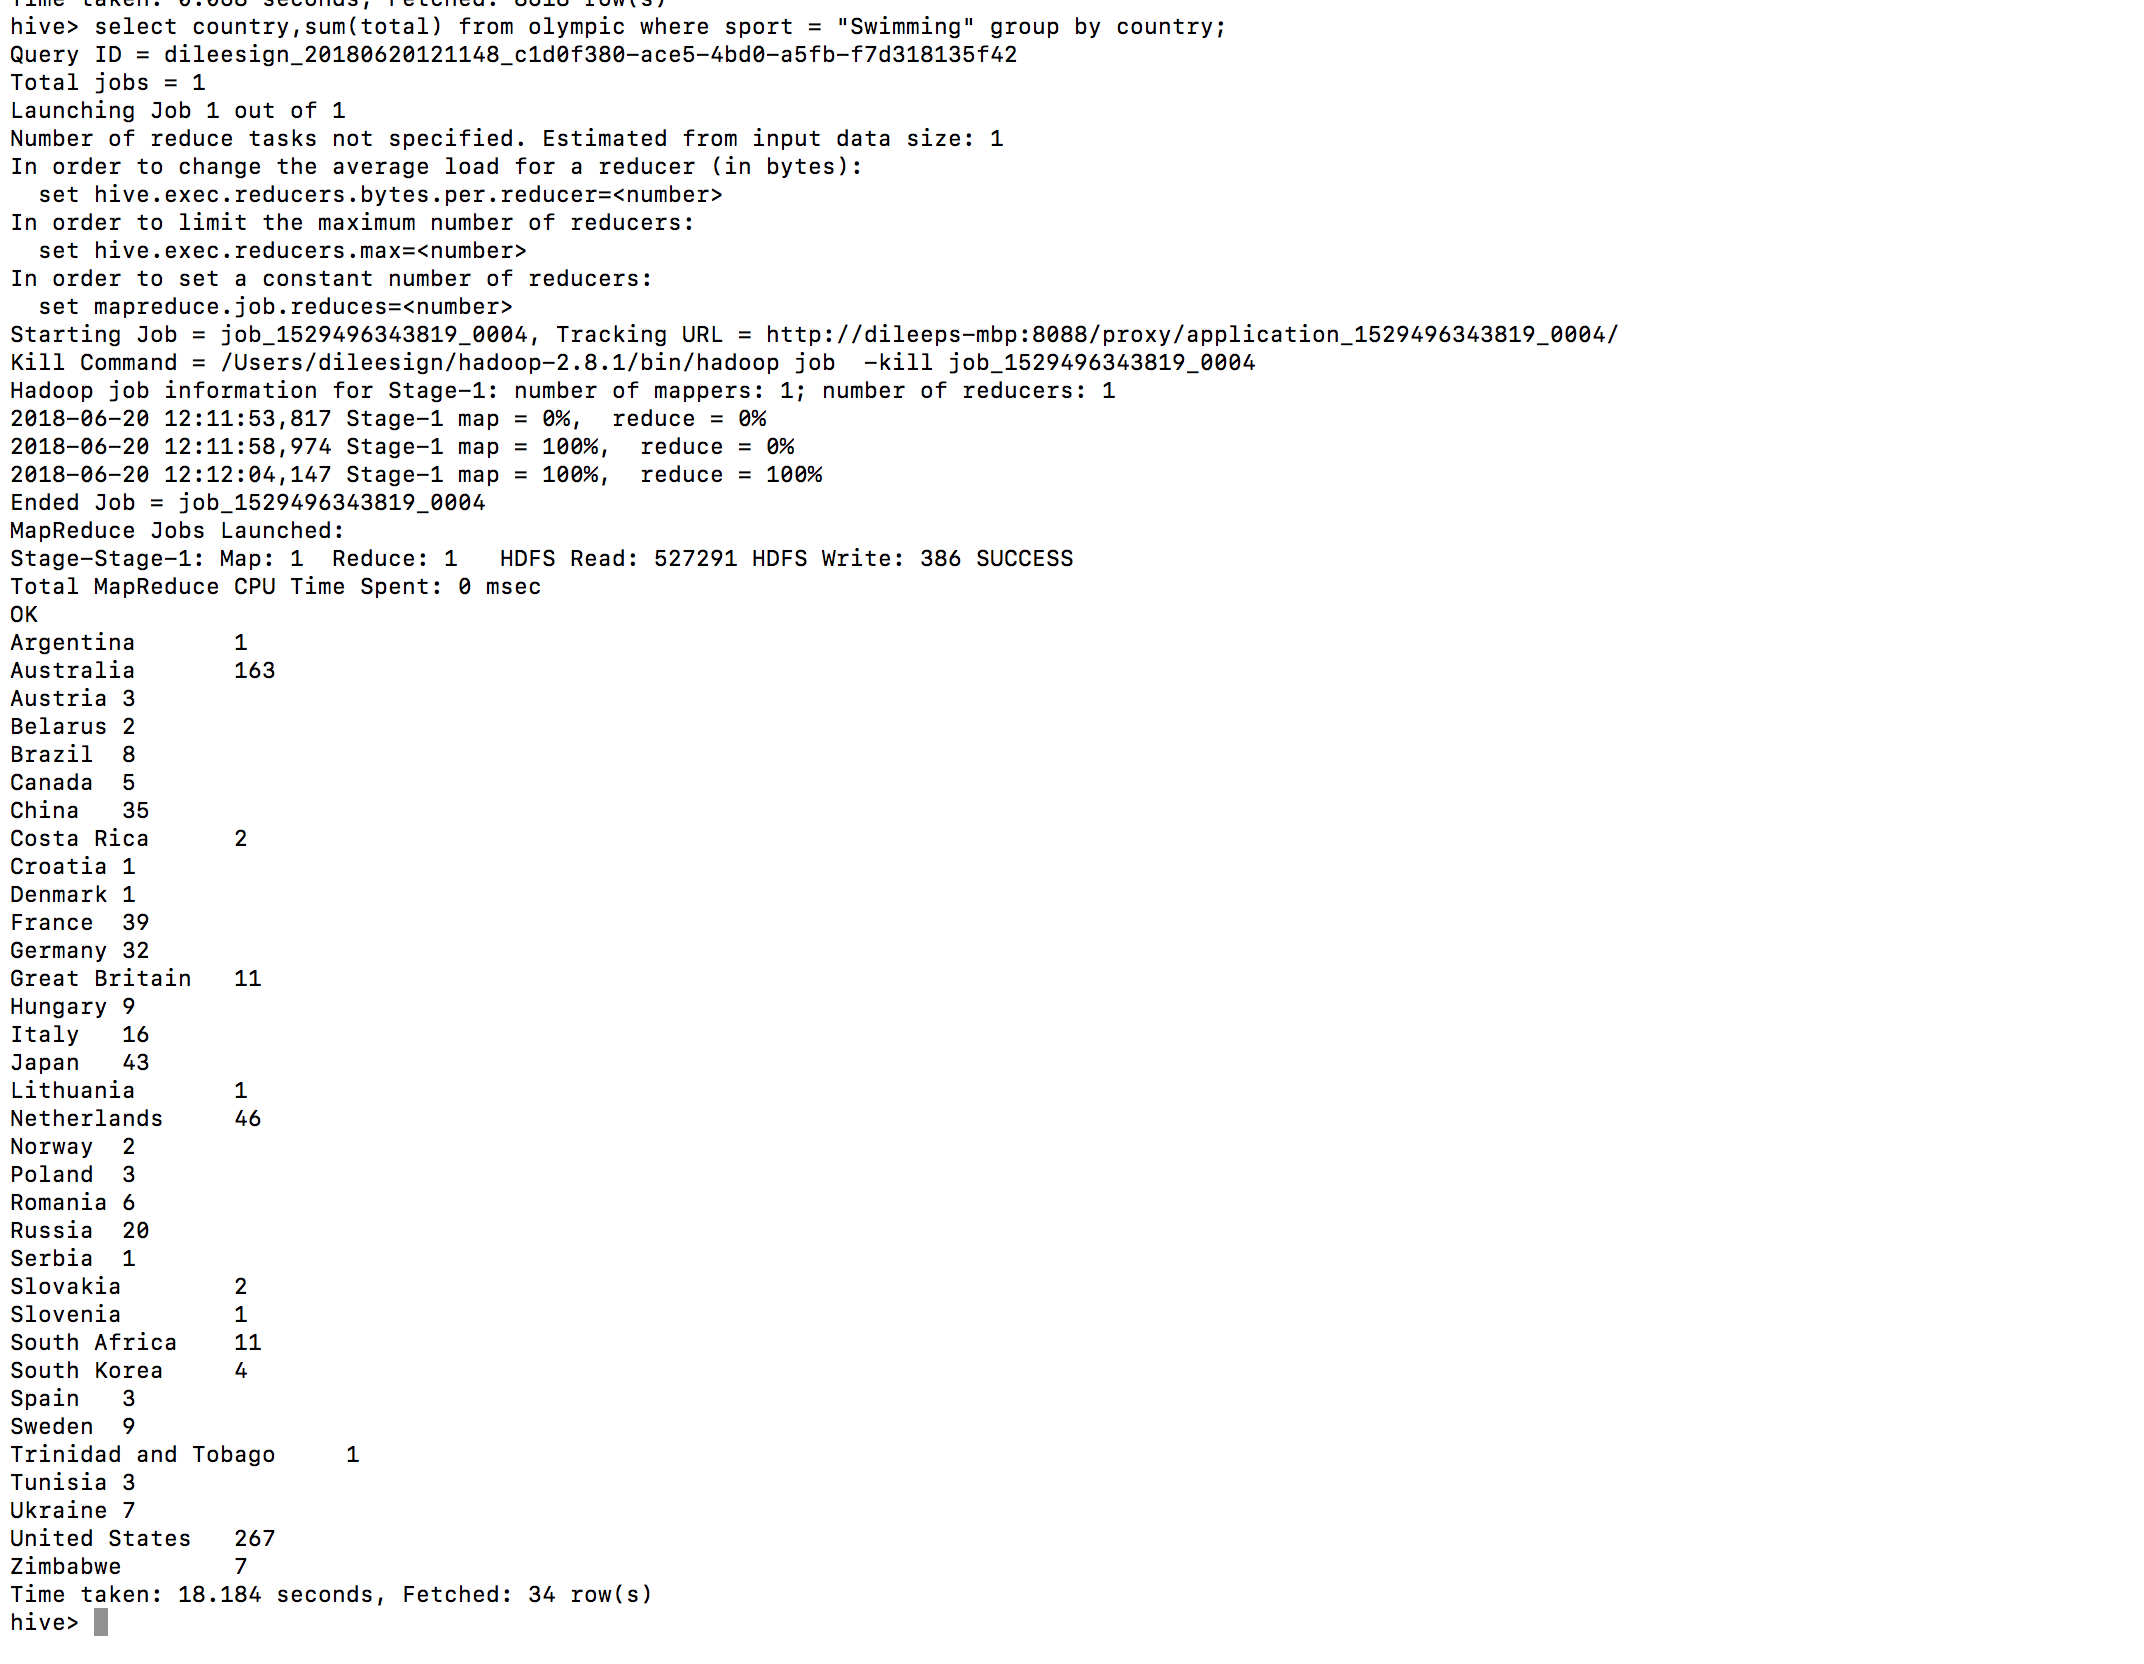 Time taken: 0.068 seconds, Fetched: 8618 row(s)
hive> select country,sum(total) from olympic where sport = "Swimming" group by country;
Query ID = dileesign_20180620121148_c1d0f380-ace5-4bd0-a5fb-f7d318135f42
Total jobs = 1
Launching Job 1 out of 1
Number of reduce tasks not specified. Estimated from input data size: 1
In order to change the average load for a reducer (in bytes):
  set hive.exec.reducers.bytes.per.reducer=<number>
In order to limit the maximum number of reducers:
  set hive.exec.reducers.max=<number>
In order to set a constant number of reducers:
  set mapreduce.job.reduces=<number>
Starting Job = job_1529496343819_0004, Tracking URL = http://dileeps-mbp:8088/proxy/application_1529496343819_0004/
Kill Command = /Users/dileesign/hadoop-2.8.1/bin/hadoop job  -kill job_1529496343819_0004
Hadoop job information for Stage-1: number of mappers: 1; number of reducers: 1
2018-06-20 12:11:53,817 Stage-1 map = 0%,  reduce = 0%
2018-06-20 12:11:58,974 Stage-1 map = 100%,  reduce = 0%
2018-06-20 12:12:04,147 Stage-1 map = 100%,  reduce = 100%
Ended Job = job_1529496343819_0004
MapReduce Jobs Launched:
Stage-Stage-1: Map: 1  Reduce: 1   HDFS Read: 527291 HDFS Write: 386 SUCCESS
Total MapReduce CPU Time Spent: 0 msec
OK
Argentina	1
Australia	163
Austria	3
Belarus	2
Brazil	8
Canada	5
China	35
Costa Rica	2
Croatia	1
Denmark	1
France	39
Germany	32
Great Britain	11
Hungary	9
Italy	16
Japan	43
Lithuania	1
Netherlands	46
Norway	2
Poland	3
Romania	6
Russia	20
Serbia	1
Slovakia	2
Slovenia	1
South Africa	11
South Korea	4
Spain	3
Sweden	9
Trinidad and Tobago	1
Tunisia	3
Ukraine	7
United States	267
Zimbabwe	7
Time taken: 18.184 seconds, Fetched: 34 row(s)
hive>